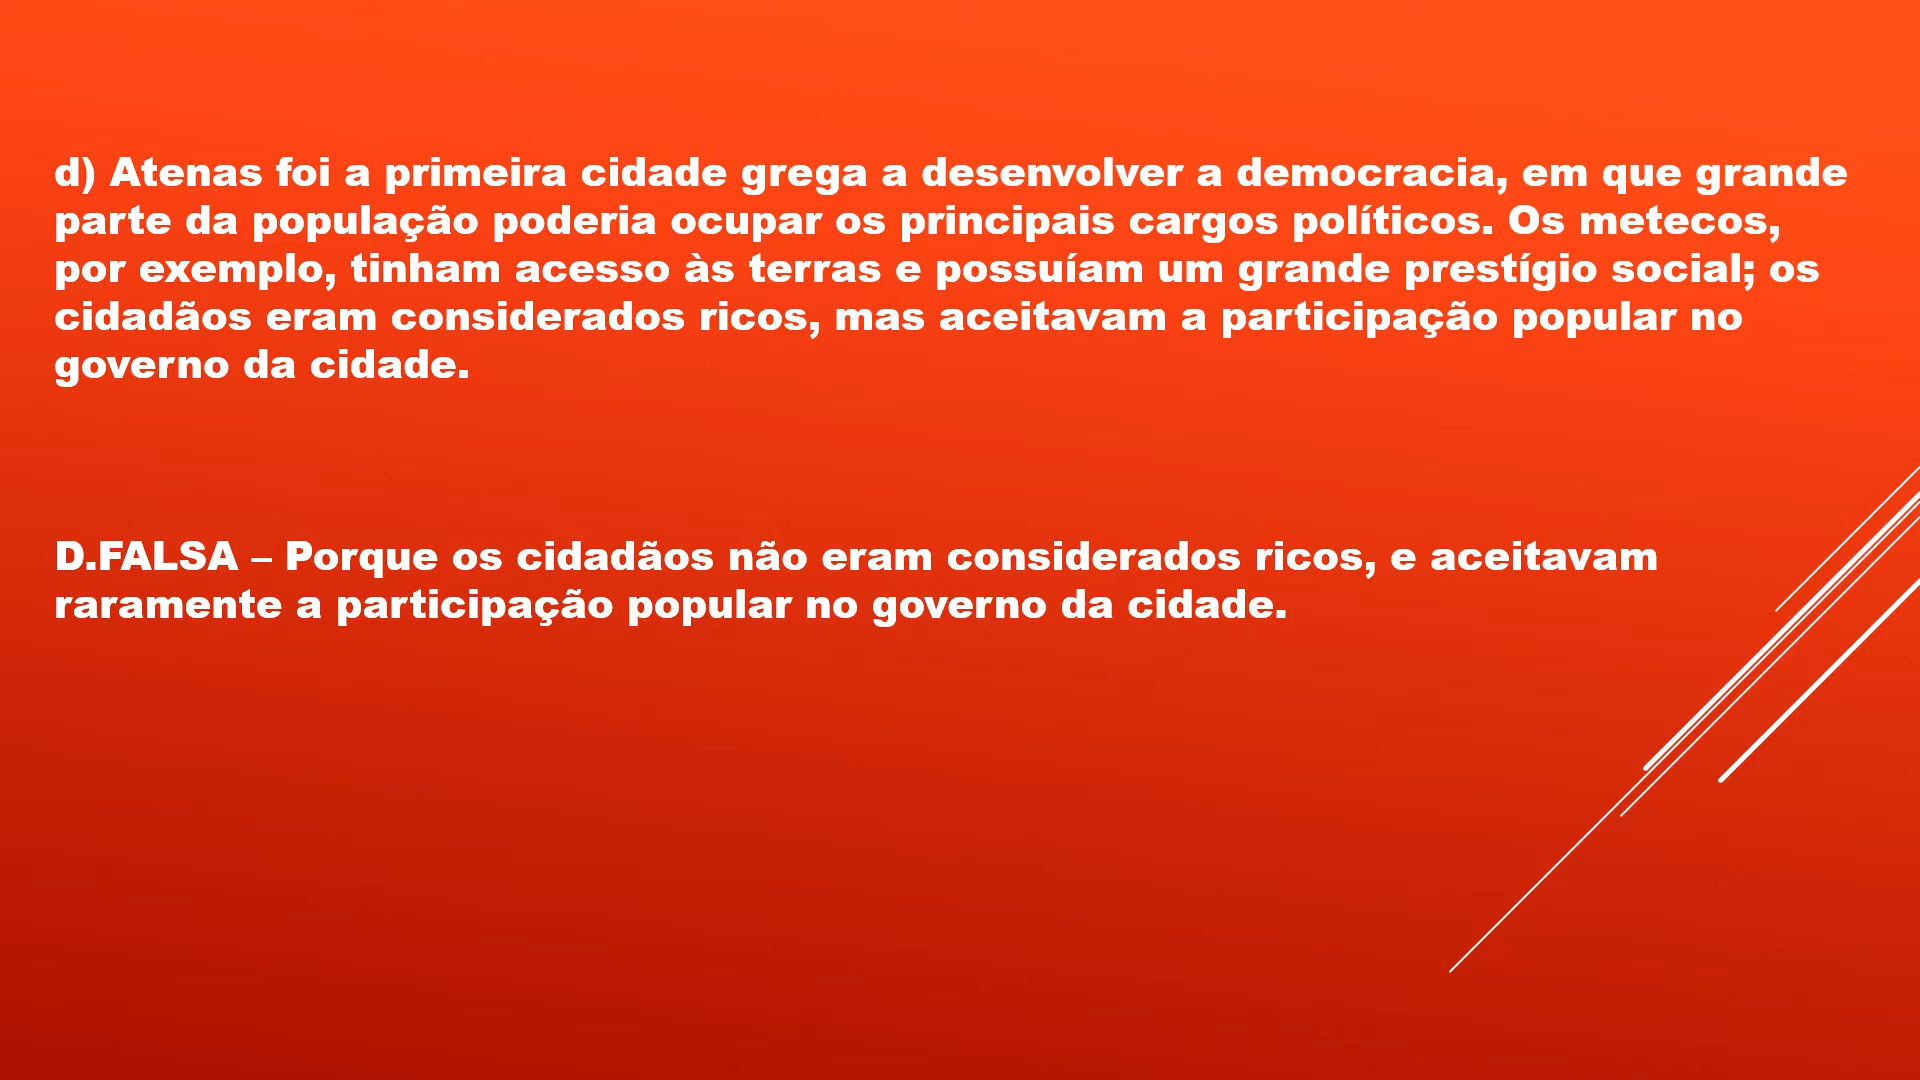 d) Atenas foi a primeira cidade grega a desenvolver a democracia, em que grande
parte da população poderia ocupar os principais cargos políticos. Os metecos,
por exemplo, tinham acesso às terras e possuíam um grande prestígio social; os
cidadãos eram considerados ricos, mas aceitavam a participação popular no
governo da cidade.
D.FALSA – Porque os cidadãos não eram considerados ricos, e aceitavam
raramente a participação popular no governo da cidade.